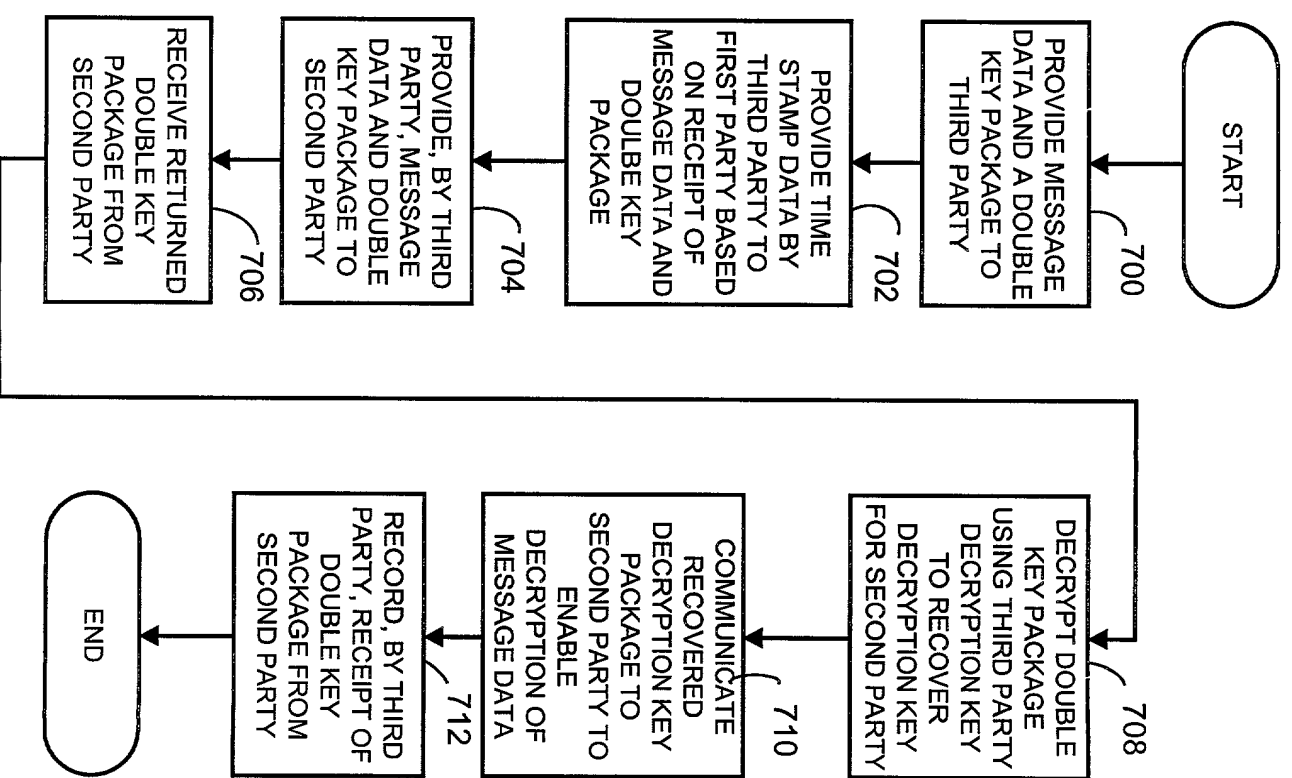 START
700
PROVIDE MESSAGE
DATA AND A DOUBLE
KEY PACKAGE TO
THIRD PARTY
702
PROVIDE TIME
STAMP DATA BY
THIRD PARTY TO
FIRST PARTY BASED
ON RECEIPT OF
MESSAGE DATA AND
DOULBE KEY
PACKAGE
704
PROVIDE, BY THIRD
PARTY, MESSAGE
DATA AND DOUBLE
KEY PACKAGE TO
SECOND PARTY
706
RECEIVE RETURNED
DOUBLE KEY
PACKAGE FROM
SECOND PARTY
708
DECRYPT DOUBLE
KEY PACKAGE
USING THIRD PARTY
DECRYPTION KEY
TO RECOVER
DECRYPTION KEY
FOR SECOND PARTY
710
COMMUNICATE
RECOVERED
DECRYPTION KEY
PACKAGE TO
SECOND PARTY TO
ENABLE
DECRYPTION OF
MESSAGE DATA
712
RECORD, BY THIRD
PARTY, RECEIPT OF
DOUBLE KEY
PACKAGE FROM
SECOND PARTY
END